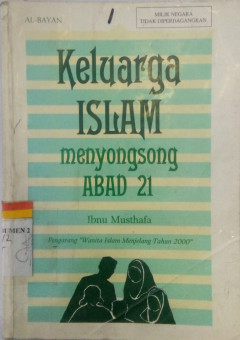 AL-BAYAN
1
MILIK NEGARA
TIDAK DIPERDAGANGKAN
Keluarga
ISLAM
menyongsong
ABAD 21
Ibnu Musthafa
Pengarang "Wanita Islam Menjelang Tahun 2000"